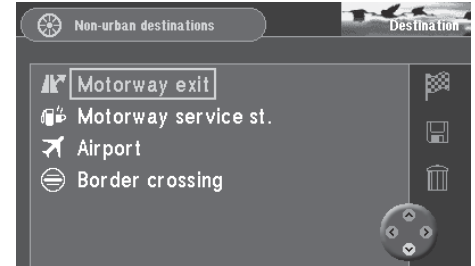 Non-urban destinations
Destination
Motorway exit
Motorway service st.
Airport
Border crossing